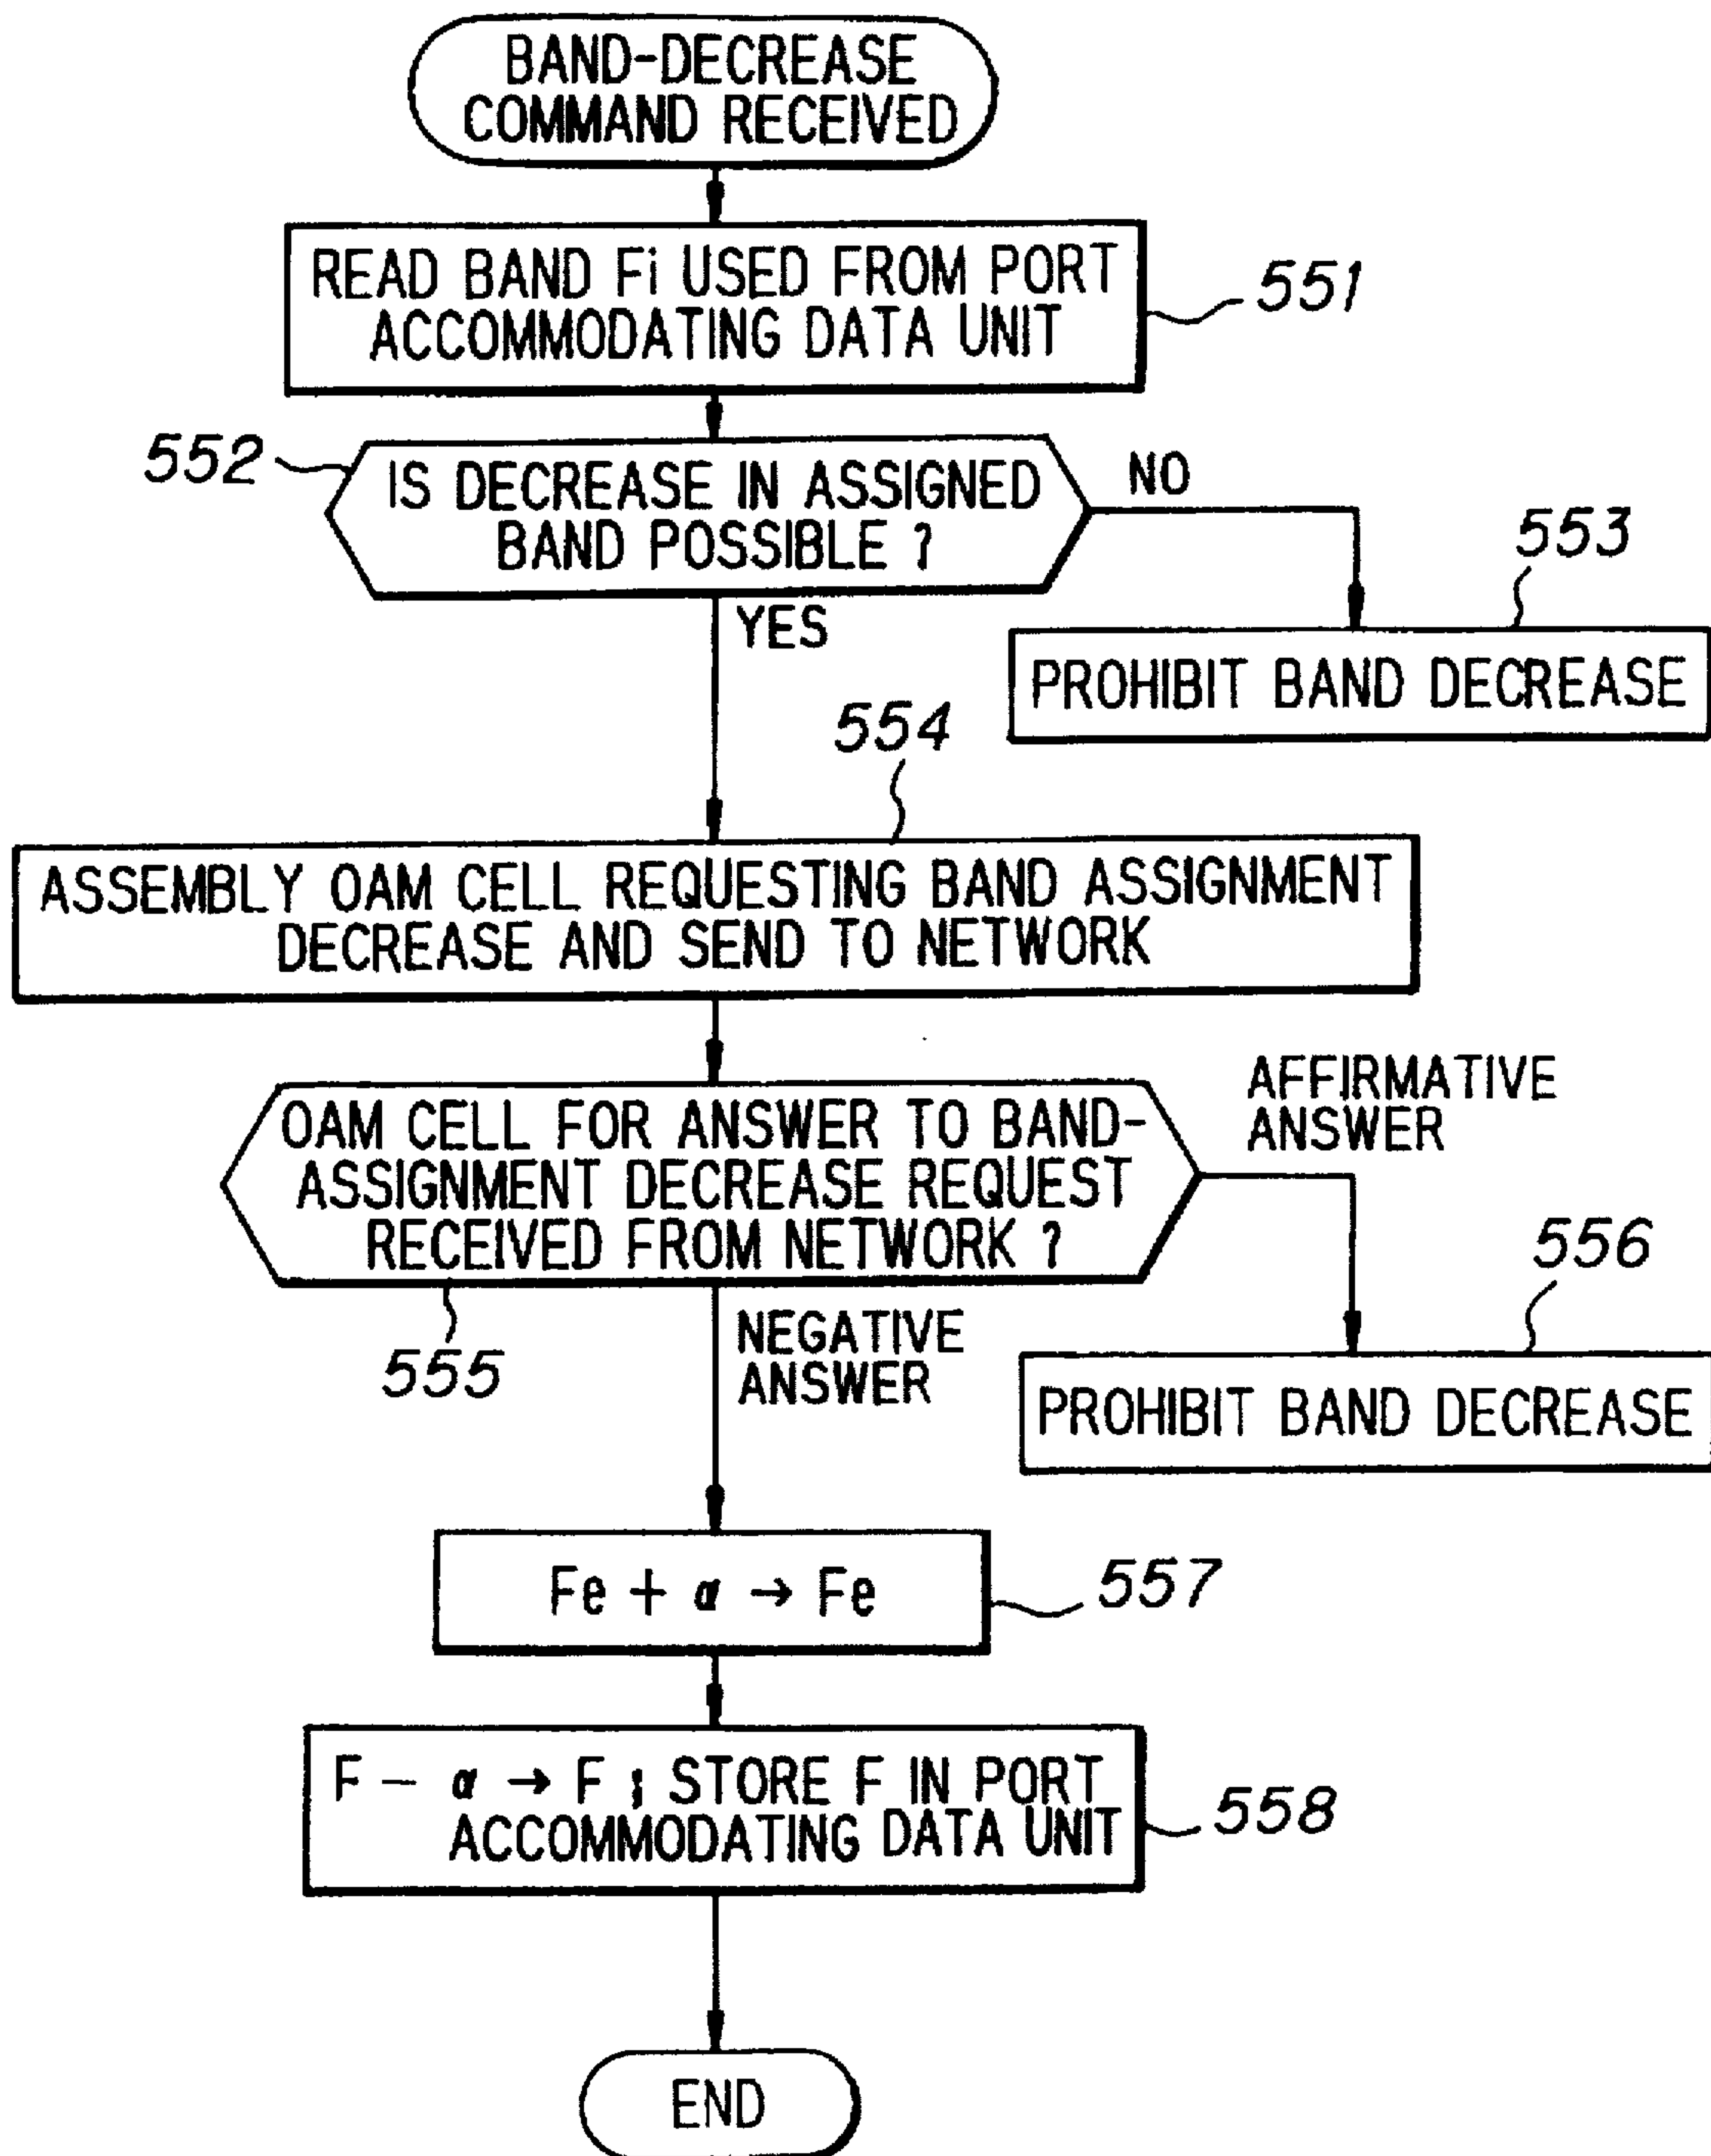 BAND-DECREASE
COMMAND RECEIVED
READ BAND Fi USED FROM PORT
ACCOMMODATING DATA UNIT
551
552
IS DECREASE IN ASSIGNED
BAND POSSIBLE ?
NO
553
YES
PROHIBIT BAND DECREASE
554
ASSEMBLY OAM CELL REQUESTING BAND ASSIGNMENT
DECREASE AND SEND TO NETWORK
OAM CELL FOR ANSWER TO BAND-
ASSIGNMENT DECREASE REQUEST
RECEIVED FROM NETWORK ?
AFFIRMATIVE
ANSWER
555
556
NEGATIVE
ANSWER
PROHIBIT BAND DECREASE
Fe + α → Fe
557
F − α → F ; STORE F IN PORT
ACCOMMODATING DATA UNIT
558
END